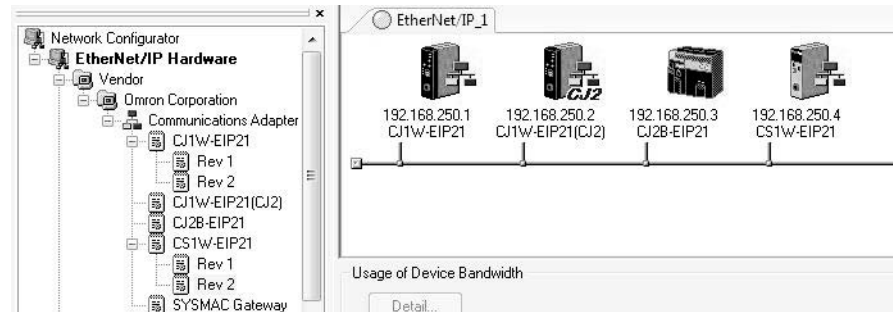 Network Configurator
EtherNet/IP Hardware
Vendor
Omron Corporation
Communications Adapter
CJ1W-EIP21
Rev 1
Rev 2
CJ1W-EIP21(CJ2)
CJ2B-EIP21
CS1W-EIP21
Rev 1
Rev 2
SYSMAC Gateway
EtherNet/IP_1
CJ2
192.168.250.1
CJ1W-EIP21
192.168.250.2
CJ1W-EIP21(CJ2)
192.168.250.3
CJ2B-EIP21
192.168.250.4
CS1W-EIP21
Usage of Device Bandwidth
Detail...